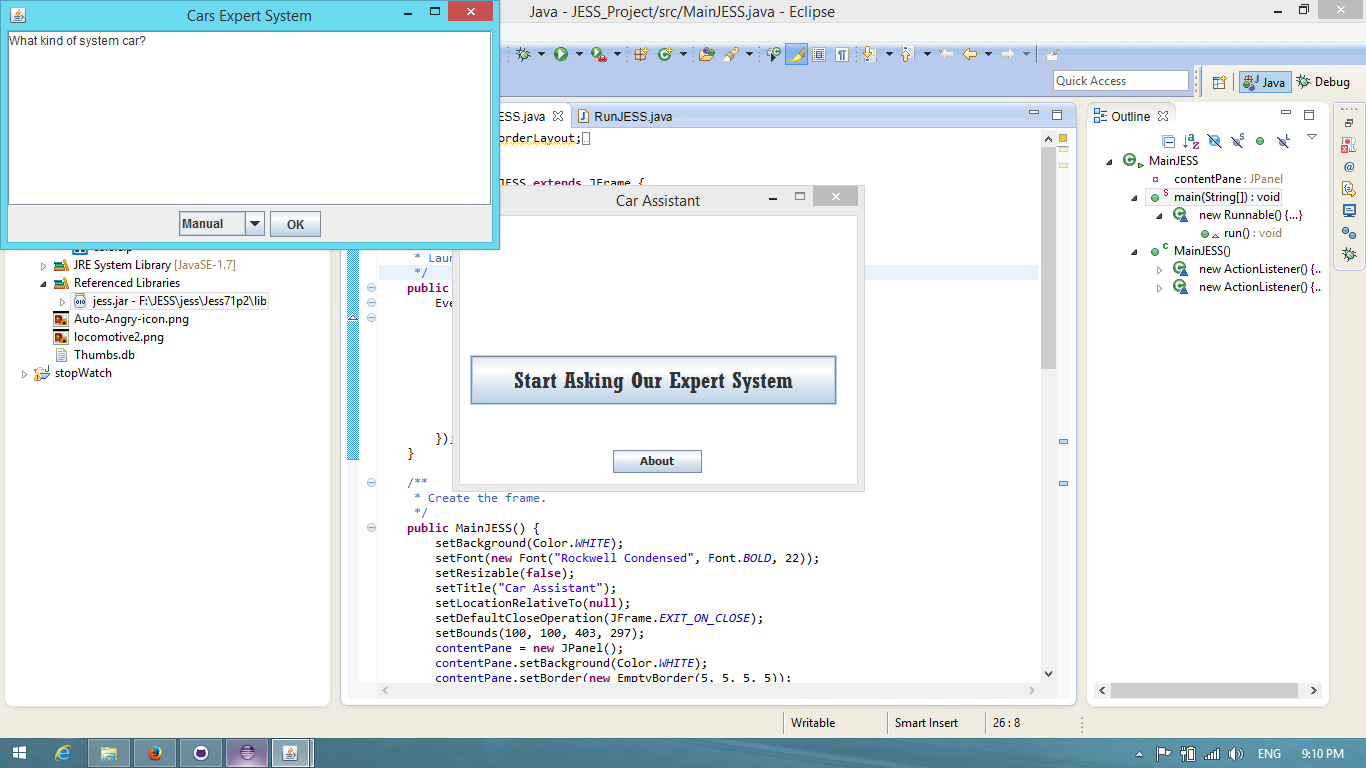 Cars Expert System
What kind of system car?
Manual
OK
Java - JESS_Project/src/MainJESS.java - Eclipse
Quick Access
Java
Debug
ESS.java
RunJESS.java
JRE System Library [JavaSE-1.7]
Referenced Libraries
jess.jar - F:\JESS\jess\Jess71p2\lib
Auto-Angry-icon.png
locomotive2.png
Thumbs.db
stopWatch
orderLayout;
ESS extends JFrame {
* Laun
*/
public
Eve
});
}
/**
* Create the frame.
*/
public MainJESS() {
setBackground(Color.WHITE);
setFont(new Font("Rockwell Condensed", Font.BOLD, 22));
setResizable(false);
setTitle("Car Assistant");
setLocationRelativeTo(null);
setDefaultCloseOperation(JFrame.EXIT_ON_CLOSE);
setBounds(100, 100, 403, 297);
contentPane = new JPanel();
contentPane.setBackground(Color.WHITE);
contentPane.setBorder(new EmptyBorder(5, 5, 5, 5));
Car Assistant
Start Asking Our Expert System
About
Outline
MainJESS
contentPane : JPanel
main(String[]) : void
new Runnable() {...}
run() : void
MainJESS()
new ActionListener() {..
new ActionListener() {..
Writable
Smart Insert
26 : 8
ENG
9:10 PM